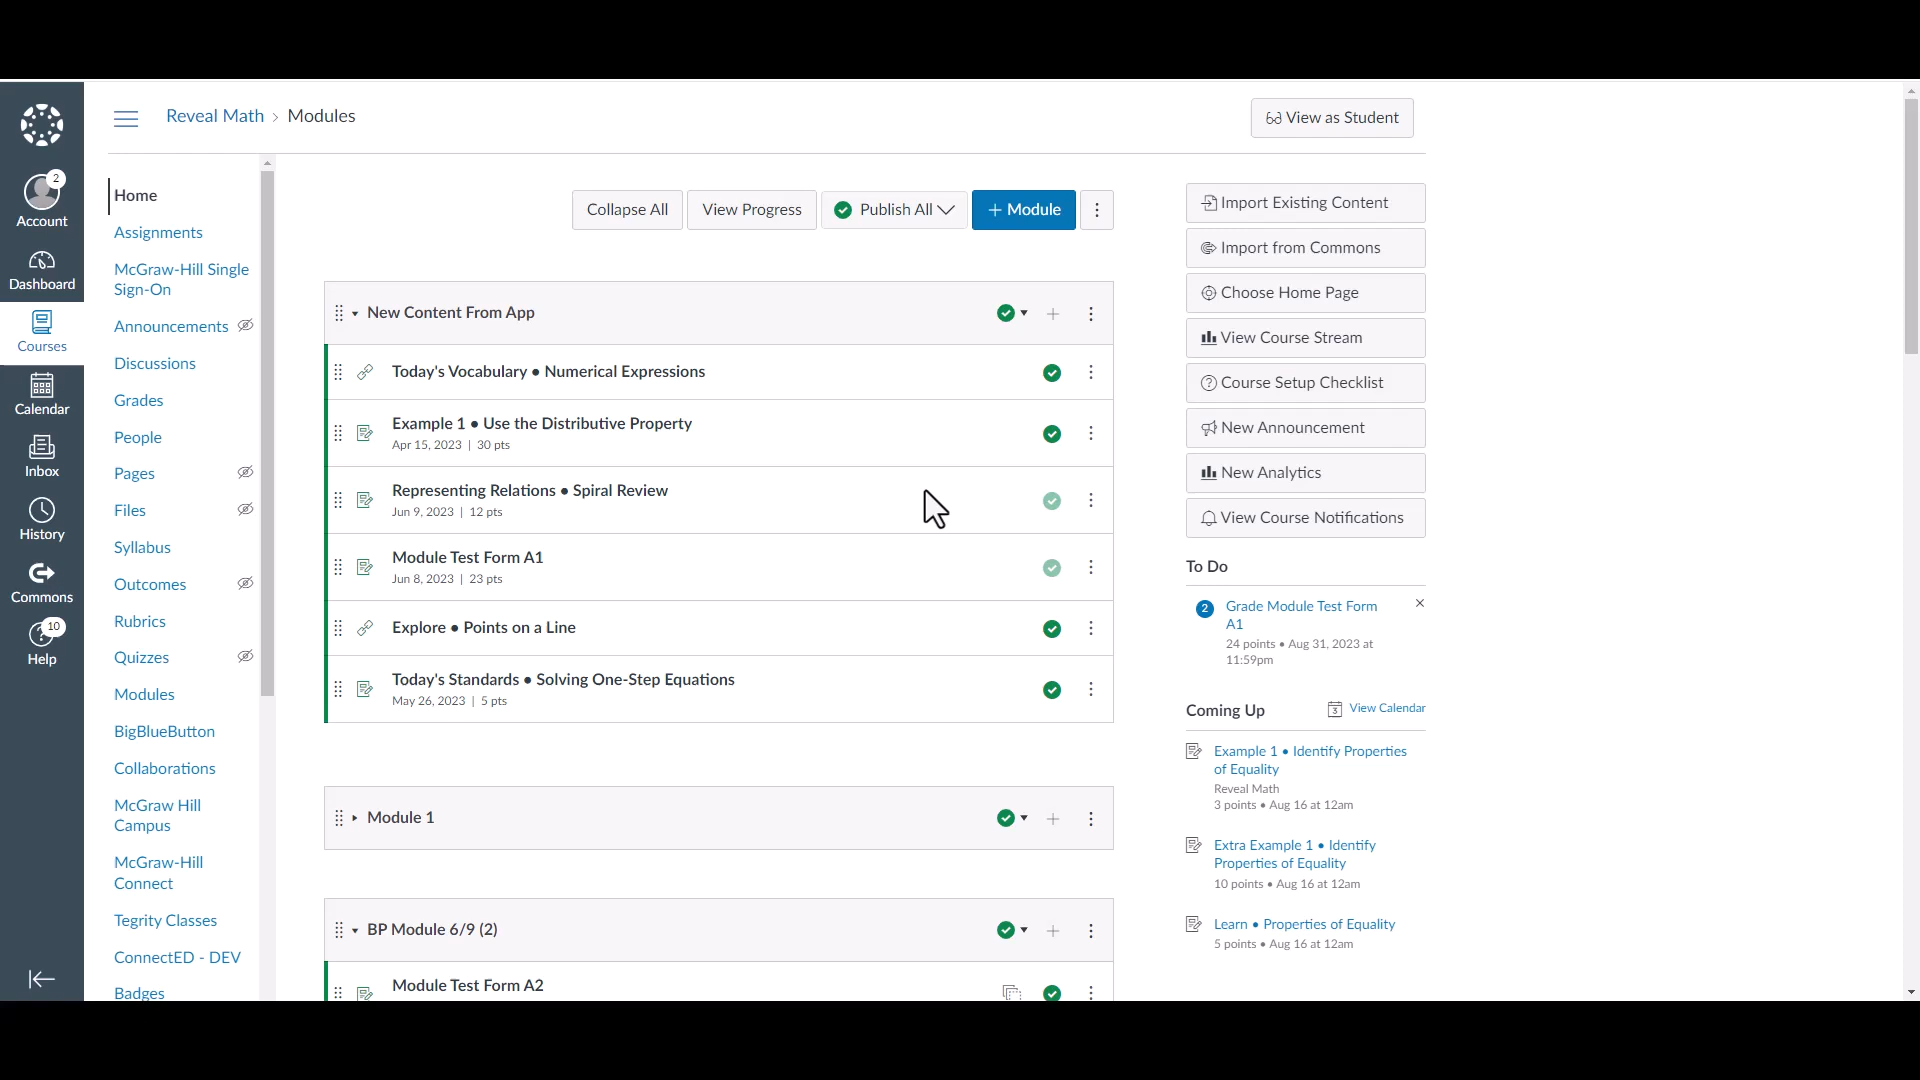 Reveal Math › Modules
View as Student
2
Account
Dashboard
Courses
Calendar
Inbox
History
Commons
10
Help
Home
Assignments
McGraw-Hill Single
Sign-On
Announcements
Discussions
Grades
People
Pages
Files
Syllabus
Outcomes
Rubrics
Quizzes
Modules
BigBlueButton
Collaborations
McGraw Hill
Campus
McGraw-Hill
Connect
Tegrity Classes
ConnectED - DEV
Badges
Collapse All
View Progress
Publish All
+ Module
New Content From App
Today's Vocabulary • Numerical Expressions
Example 1 • Use the Distributive Property
Apr 15, 2023 | 30 pts
Representing Relations • Spiral Review
Jun 9, 2023 | 12 pts
Module Test Form A1
Jun 8, 2023 | 23 pts
Explore • Points on a Line
Today's Standards • Solving One-Step Equations
May 26, 2023 | 5 pts
Module 1
BP Module 6/9 (2)
Module Test Form A2
Import Existing Content
Import from Commons
Choose Home Page
View Course Stream
Course Setup Checklist
New Announcement
New Analytics
View Course Notifications
To Do
2
Grade Module Test Form
A1
24 points • Aug 31, 2023 at
11:59pm
Coming Up
3
View Calendar
Example 1 • Identify Properties
of Equality
Reveal Math
3 points • Aug 16 at 12am
Extra Example 1 • Identify
Properties of Equality
10 points • Aug 16 at 12am
Learn • Properties of Equality
5 points • Aug 16 at 12am